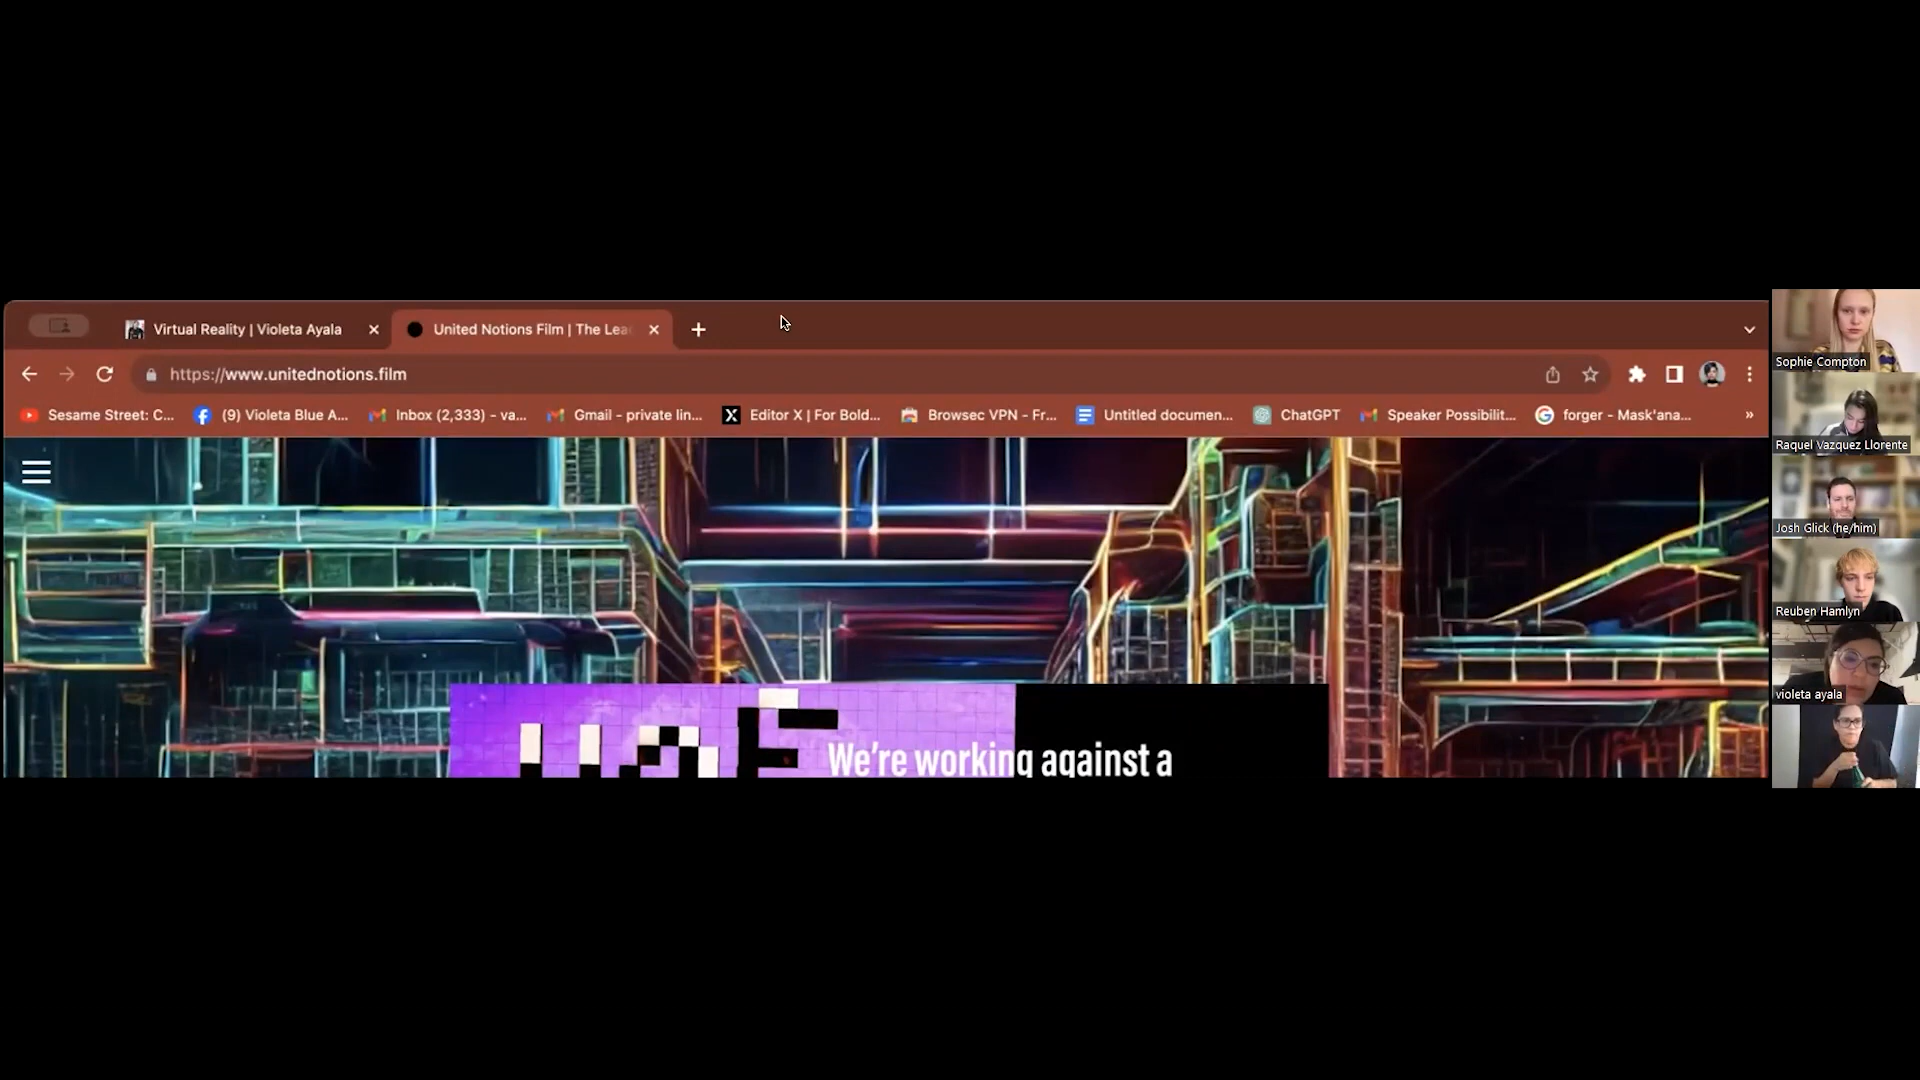 Virtual Reality | Violeta Ayala
United Notions Film | The Lea
https://www.unitednotions.film
Sesame Street: C...
(9) Violeta Blue A...
Inbox (2,333) - va...
Gmail - private lin...
Editor X | For Bold...
Browsec VPN - Fr...
Untitled documen...
ChatGPT
Speaker Possibilit...
forger - Mask'ana...
»
We're working against a
Sophie Compton
Raquel Vazquez Llorente
Josh Glick (he/him)
Reuben Hamlyn
violeta ayala